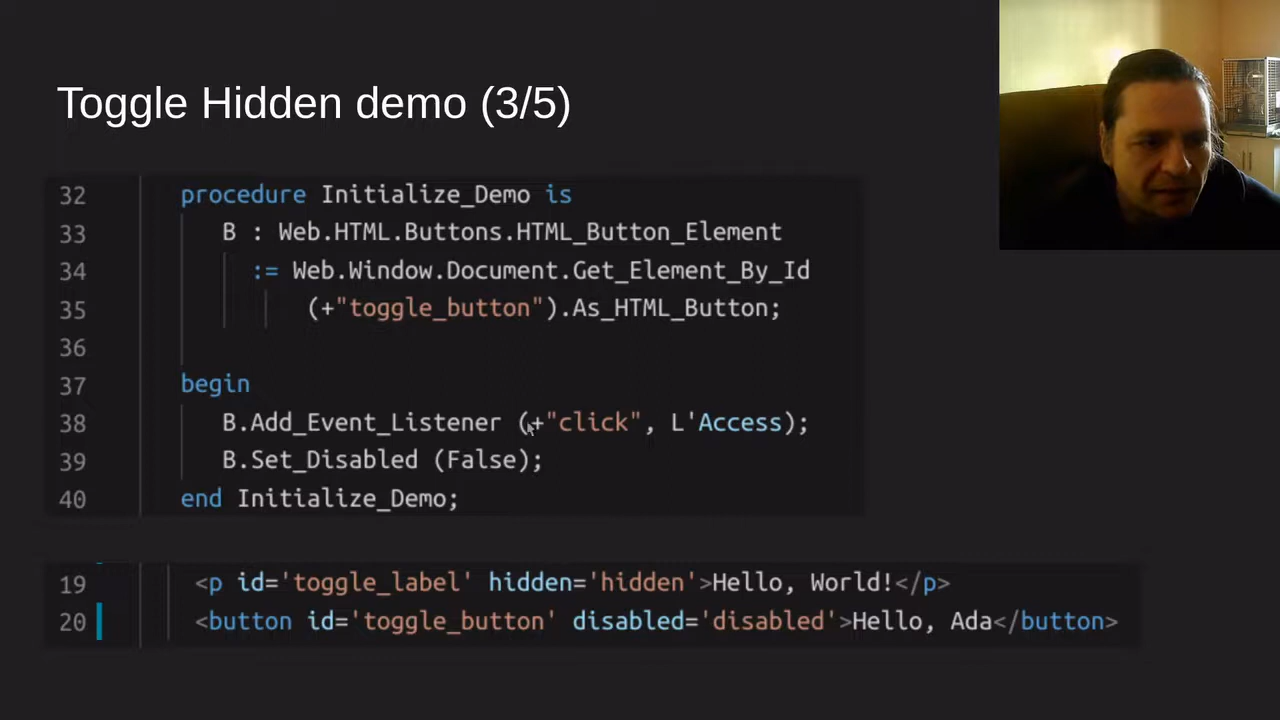 Toggle Hidden demo (3/5)
32 procedure Initialize_Demo is
33 B : Web.HTML.Buttons.HTML_Button_Element
34 := Web.Window.Document.Get_Element_By_Id
35 (+"toggle_button").As_HTML_Button;
36
37 begin
38 B.Add_Event_Listener (+"click", L'Access);
39 B.Set_Disabled (False);
40 end Initialize_Demo;
19 <p id='toggle_label' hidden='hidden'>Hello, World!</p>
20 <button id='toggle_button' disabled='disabled'>Hello, Ada</button>